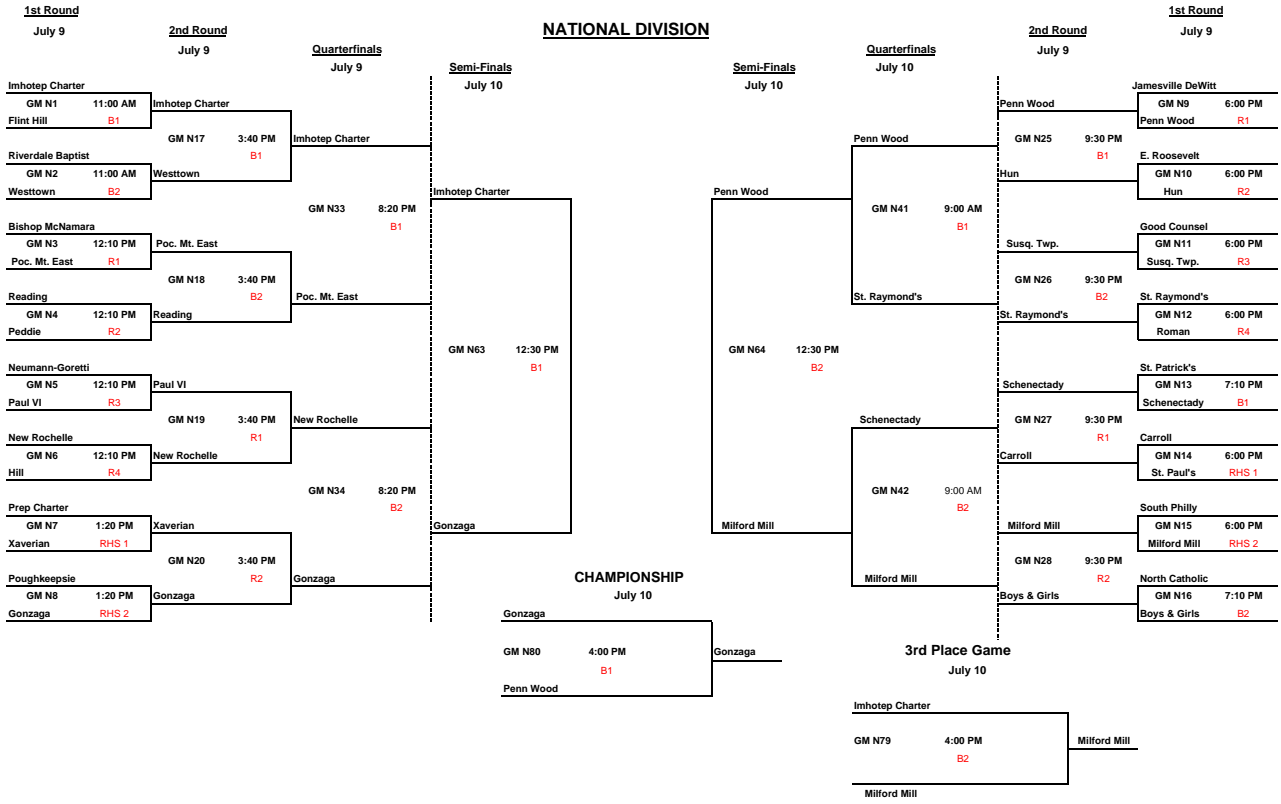 1st Round
July 9
2nd Round
July 9
Quarterfinals
July 9
Semi-Finals
July 10
NATIONAL DIVISION
Semi-Finals
July 10
Quarterfinals
July 10
2nd Round
July 9
1st Round
July 9
Imhotep Charter
GM N1 11:00 AM
Flint Hill B1
Riverdale Baptist
GM N2 11:00 AM
Westtown B2
Bishop McNamara
GM N3 12:10 PM
Poc. Mt. East R1
Reading
GM N4 12:10 PM
Peddie R2
Neumann-Goretti
GM N5 12:10 PM
Paul VI R3
New Rochelle
GM N6 12:10 PM
Hill R4
Prep Charter
GM N7 1:20 PM
Xaverian RHS 1
Poughkeepsie
GM N8 1:20 PM
Gonzaga RHS 2
Imhotep Charter
GM N17 3:40 PM
B1
Westtown
Poc. Mt. East
GM N18 3:40 PM
B2
Reading
Paul VI
GM N19 3:40 PM
R1
New Rochelle
Xaverian
GM N20 3:40 PM
R2
Gonzaga
Imhotep Charter
GM N33 8:20 PM
B1
Poc. Mt. East
New Rochelle
GM N34 8:20 PM
B2
Gonzaga
Imhotep Charter
GM N63 12:30 PM
B1
Gonzaga
Penn Wood
GM N64 12:30 PM
B2
Milford Mill
Penn Wood
GM N41 9:00 AM
B1
St. Raymond's
Schenectady
GM N42 9:00 AM
B2
Milford Mill
Penn Wood
GM N25 9:30 PM
B1
Hun
Susq. Twp.
GM N26 9:30 PM
B2
St. Raymond's
Schenectady
GM N27 9:30 PM
R1
Carroll
Milford Mill
GM N28 9:30 PM
R2
Boys & Girls
Jamesville DeWitt
GM N9 6:00 PM
Penn Wood R1
E. Roosevelt
GM N10 6:00 PM
Hun R2
Good Counsel
GM N11 6:00 PM
Susq. Twp. R3
St. Raymond's
GM N12 6:00 PM
Roman R4
St. Patrick's
GM N13 7:10 PM
Schenectady B1
Carroll
GM N14 6:00 PM
St. Paul's RHS 1
South Philly
GM N15 6:00 PM
Milford Mill RHS 2
North Catholic
GM N16 7:10 PM
Boys & Girls B2
CHAMPIONSHIP
July 10
Gonzaga
GM N80 4:00 PM
B1
Penn Wood
Gonzaga
3rd Place Game
July 10
Imhotep Charter
GM N79 4:00 PM
B2
Milford Mill
Milford Mill